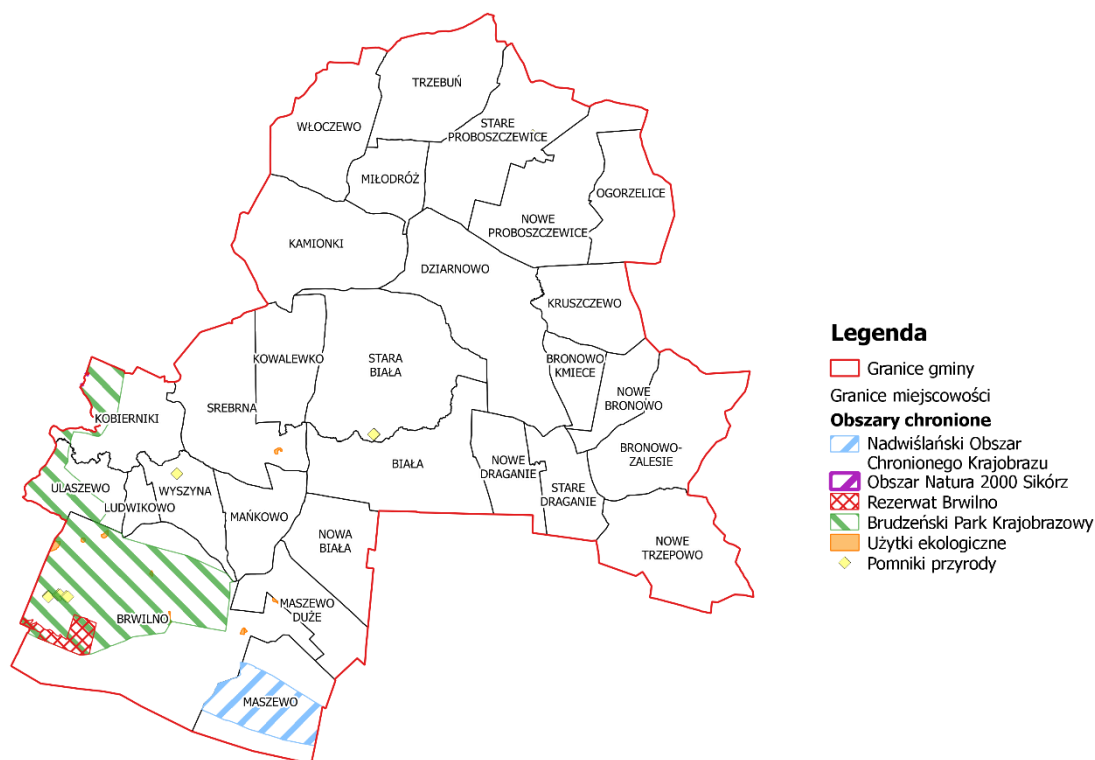 TRZEBUŃ
WŁOCZEWO
STARE
PROBOSZCZEWICE
MIŁODRÓŻ
OGORZELICE
NOWE
PROBOSZCZEWICE
KAMIONKI
DZIARNOWO
KRUSZCZEWO
KOWALEWKO
STARA
BIAŁA
BRONOWO
KMIECE
NOWE
BRONOWO
SREBRNA
KOBIERNIKI
BIAŁA
NOWE
DRAGANIE
BRONOWO-
ZALESIE
STARE
DRAGANIE
ULASZEWO
WYSZYNA
LUDWIKOWO
MAŃKOWO
NOWA
BIAŁA
NOWE
TRZEPOWO
MASZEWO
DUŻE
BRWILNO
MASZEWO
Legenda
Granice gminy
Granice miejscowości
Obszary chronione
Nadwiślański Obszar
Chronionego Krajobrazu
Obszar Natura 2000 Sikórz
Rezerwat Brwilno
Brudzeński Park Krajobrazowy
Użytki ekologiczne
Pomniki przyrody